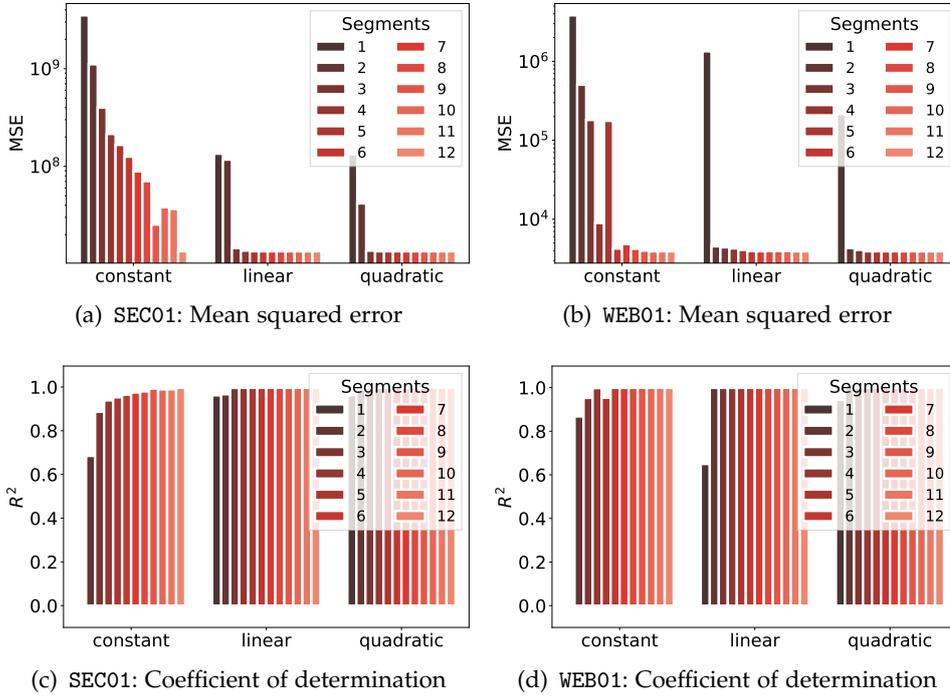 MSE
10^9
10^8
Segments
1 7
2 8
3 9
4 10
5 11
6 12
constant linear quadratic
(a) SEC01: Mean squared error
MSE
10^6
10^5
10^4
Segments
1 7
2 8
3 9
4 10
5 11
6 12
constant linear quadratic
(b) WEB01: Mean squared error
R^2
1.0
0.8
0.6
0.4
0.2
0.0
Segments
1 7
2 8
3 9
4 10
5 11
6 12
constant linear quadratic
(c) SEC01: Coefficient of determination
R^2
1.0
0.8
0.6
0.4
0.2
0.0
Segments
1 7
2 8
3 9
4 10
5 11
6 12
constant linear quadratic
(d) WEB01: Coefficient of determination